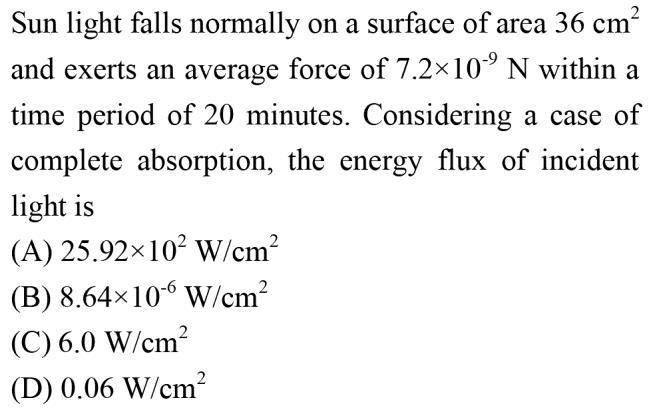 Sun light falls normally on a surface of area 36 cm²
and exerts an average force of 7.2×10⁻⁹ N within a
time period of 20 minutes. Considering a case of
complete absorption, the energy flux of incident
light is
(A) 25.92×10² W/cm²
(B) 8.64×10⁻⁶ W/cm²
(C) 6.0 W/cm²
(D) 0.06 W/cm²